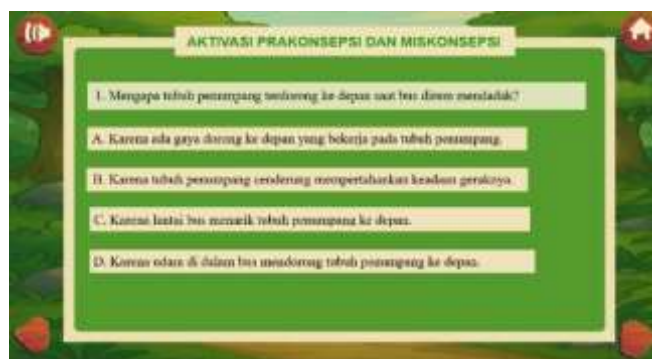 AKTIVASI PRAKONSEPSI DAN MISKONSEPSI
1. Mengapa tubuh penumpang terdorong ke depan saat bus direm mendadak?
A. Karena ada gaya dorong ke depan yang bekerja pada tubuh penumpang.
B. Karena tubuh penumpang cenderung mempertahankan keadaan geraknya.
C. Karena lantai bus menarik tubuh penumpang ke depan.
D. Karena udara di dalam bus mendorong tubuh penumpang ke depan.